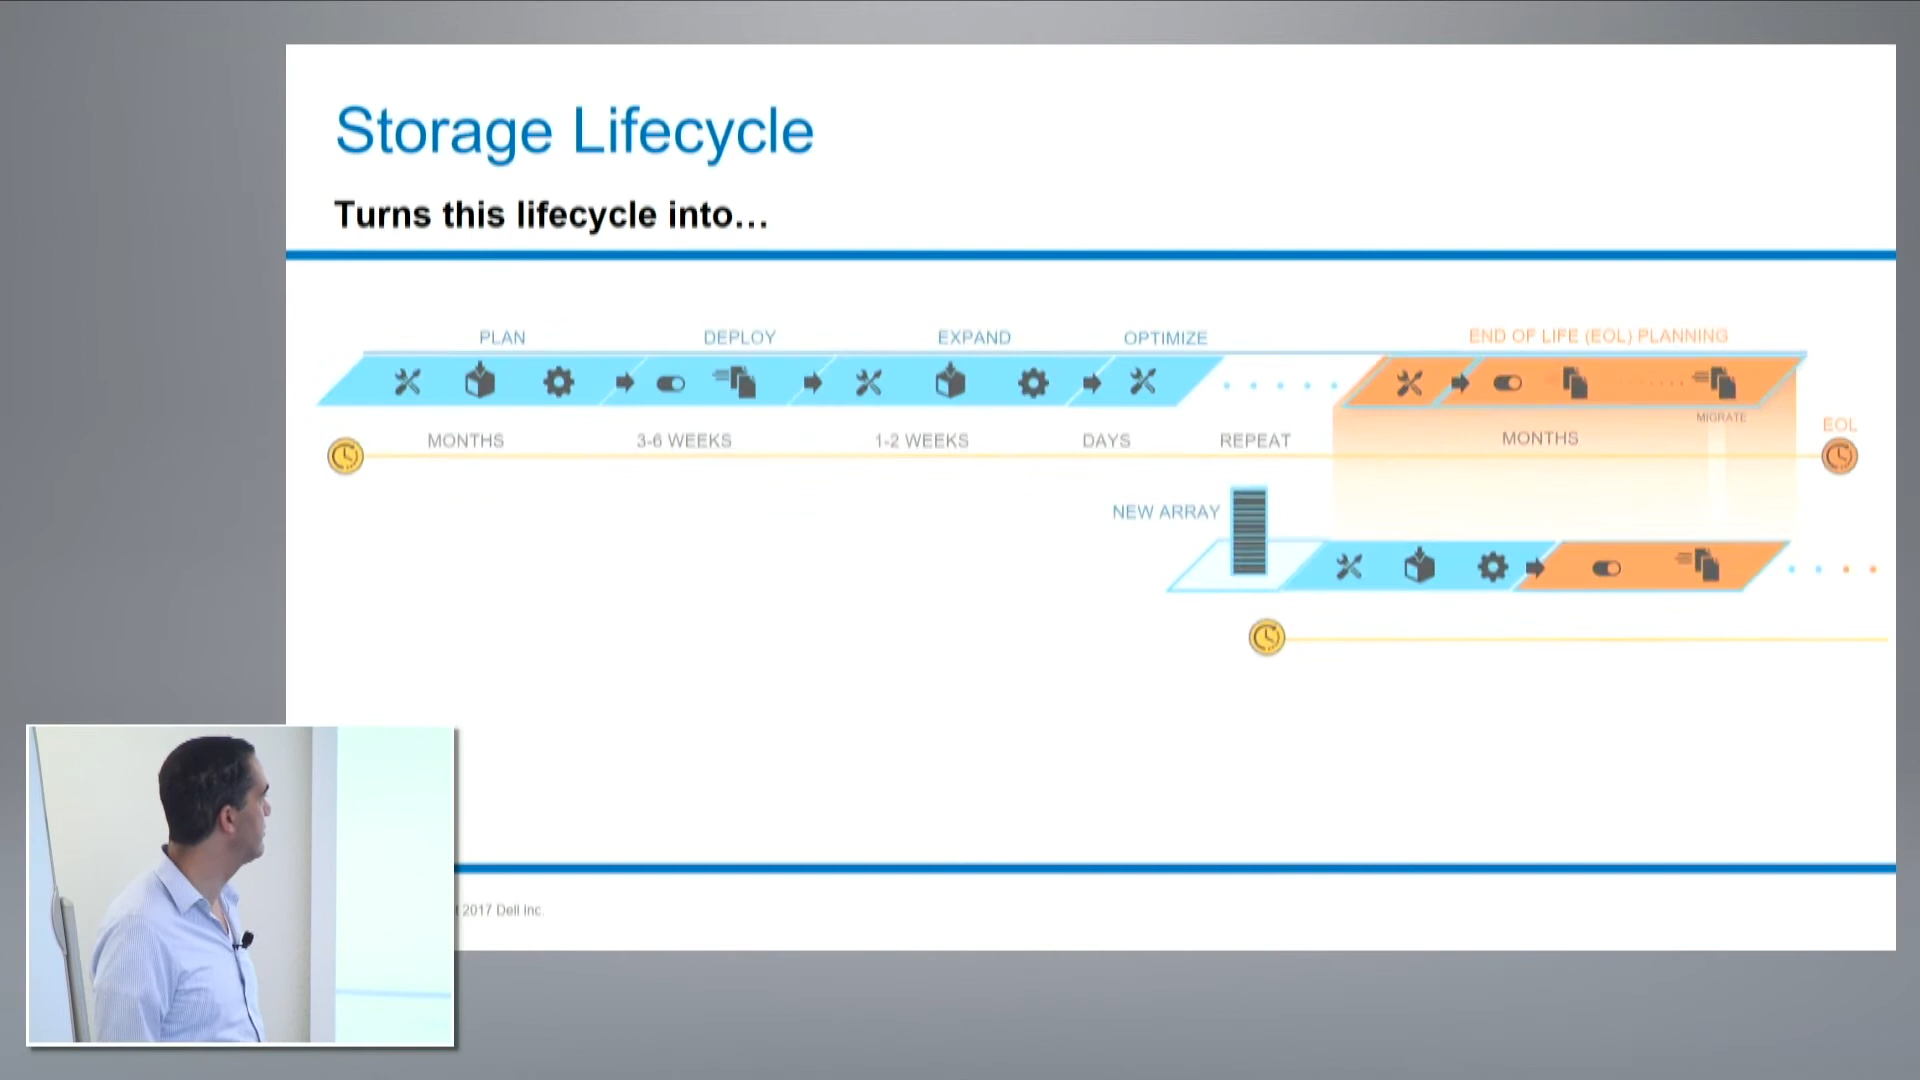 Storage Lifecycle
Turns this lifecycle into...
PLAN DEPLOY EXPAND OPTIMIZE END OF LIFE (EOL) PLANNING
MIGRATE
MONTHS 3-6 WEEKS 1-2 WEEKS DAYS REPEAT MONTHS EOL
NEW ARRAY
2017 Dell Inc.